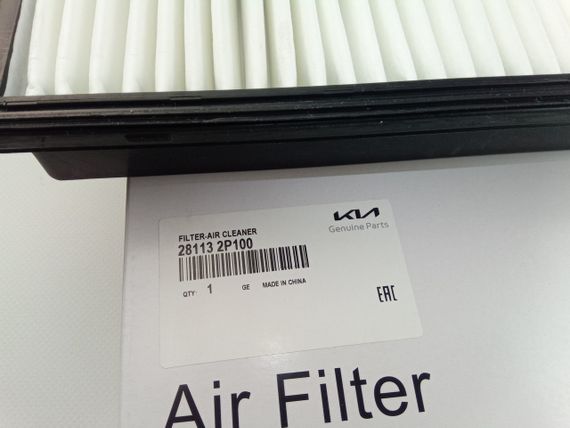 FILTER-AIR CLEANER
28113 2P100
KIA
Genuine Parts
QTY: 1 GE MADE IN CHINA
EAC
Air Filter